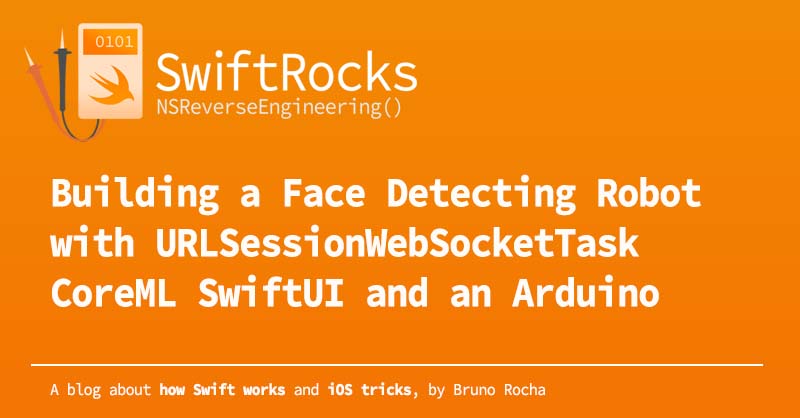 0101
SwiftRocks
NSReverseEngineering()
Building a Face Detecting Robot
with URLSessionWebSocketTask
CoreML SwiftUI and an Arduino
A blog about how Swift works and iOS tricks, by Bruno Rocha